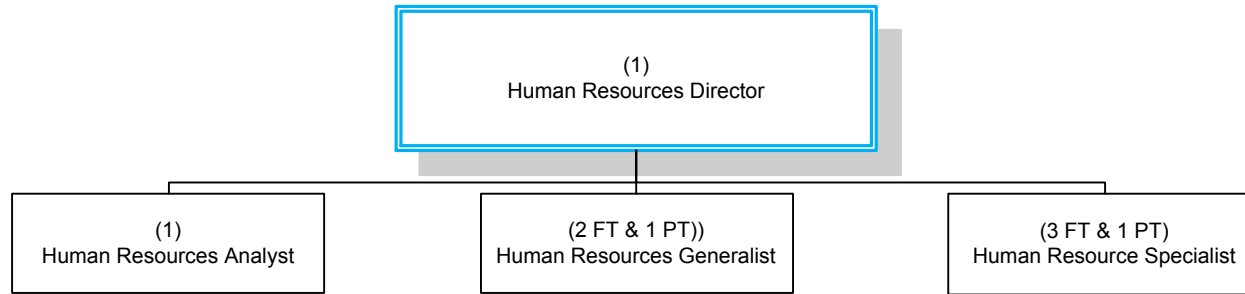 (1)
Human Resources Director
(1)
Human Resources Analyst
(2 FT & 1 PT))
Human Resources Generalist
(3 FT & 1 PT)
Human Resource Specialist